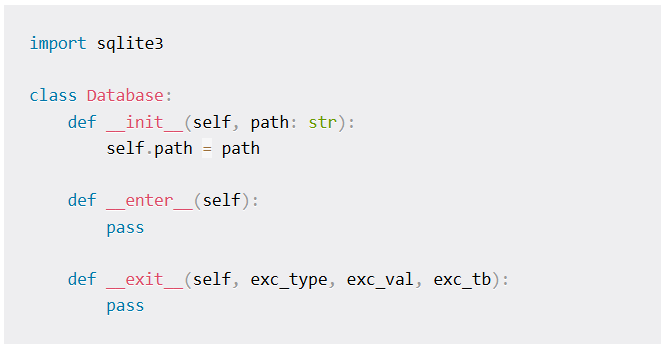 import sqlite3

class Database:
    def __init__(self, path: str):
        self.path = path

    def __enter__(self):
        pass

    def __exit__(self, exc_type, exc_val, exc_tb):
        pass